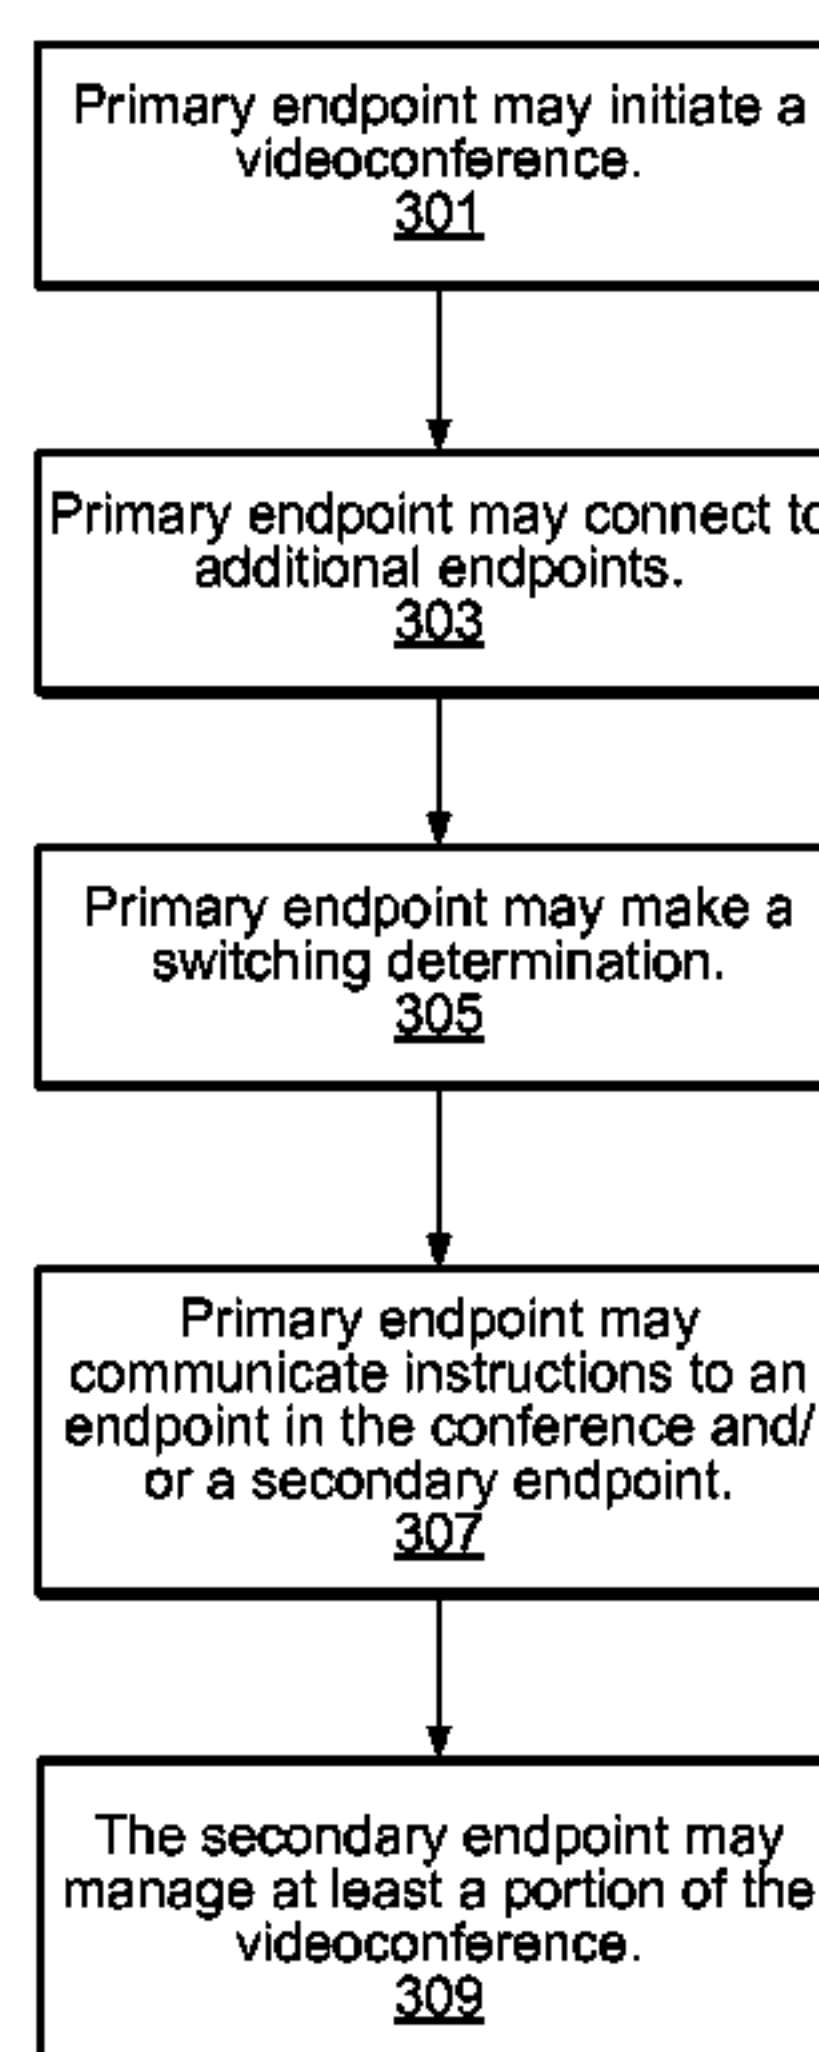 Primary endpoint may initiate a
videoconference.
301
Primary endpoint may connect to
additional endpoints.
303
Primary endpoint may make a
switching determination.
305
Primary endpoint may
communicate instructions to an
endpoint in the conference and/
or a secondary endpoint.
307
The secondary endpoint may
manage at least a portion of the
videoconference.
309